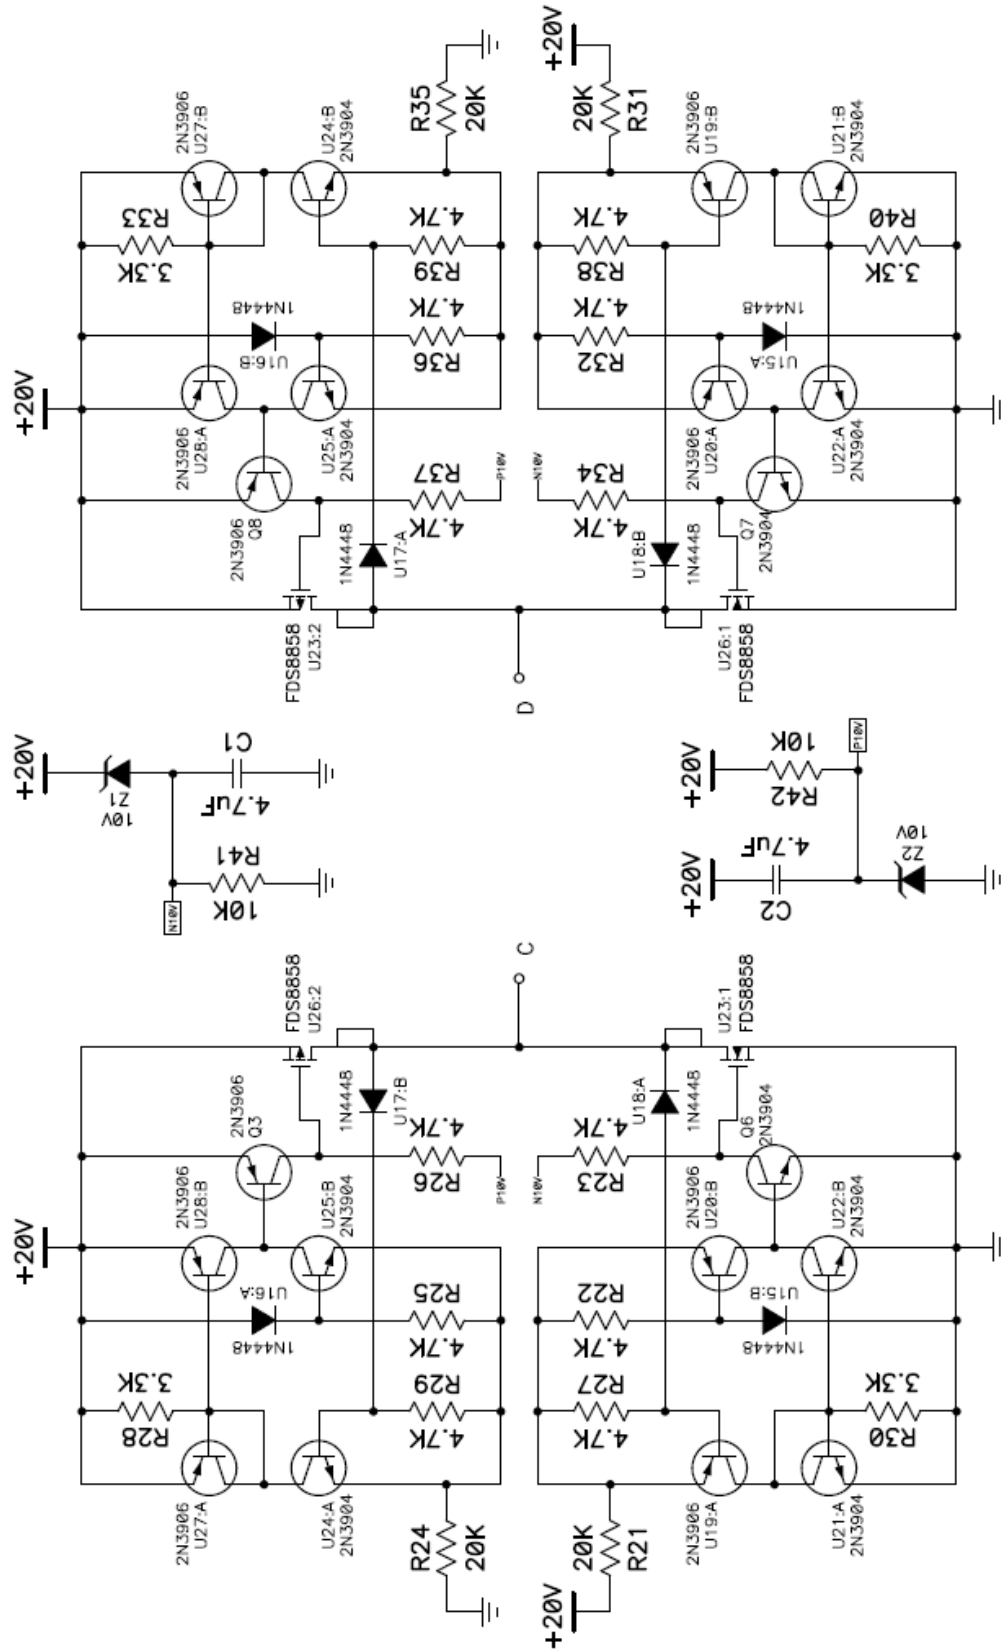 +20V
R33
3.3K
2N3906
U27:B
U24:B
2N3904
R35
20K
1N4448
U16:B
2N3906
U28:A
U25:A
2N3904
4.7K
R39
4.7K
R36
2N3906
Q8
R37
4.7K
P10V
1N4448
U17:A
FDS8858
U23:2
+20V
20K
R31
2N3906
U19:B
U21:B
2N3904
4.7K
R38
4.7K
R32
R40
3.3K
1N4448
U15:A
2N3906
U20:A
U22:A
2N3904
N10V
R34
4.7K
Q7
2N3904
U18:B
1N4448
U26:1
FDS8858
D
+20V
Z1
10V
C1
4.7uF
R41
10K
N10V
+20V
10K
R42
P10V
+20V
4.7uF
C2
Z2
10V
C
FDS8858
U26:2
2N3906
Q3
1N4448
U17:B
4.7K
R26
P10V
+20V
2N3906
U28:B
U25:B
2N3904
U16:A
1N4448
R25
4.7K
R29
4.7K
3.3K
R28
2N3906
U27:A
U24:A
2N3904
R24
20K
U23:1
FDS8858
U18:A
1N4448
Q6
2N3904
4.7K
R23
N10V
2N3906
U20:B
U22:B
2N3904
R22
4.7K
U15:B
1N4448
R27
4.7K
3.3K
R30
2N3906
U19:A
U21:A
2N3904
20K
R21
+20V